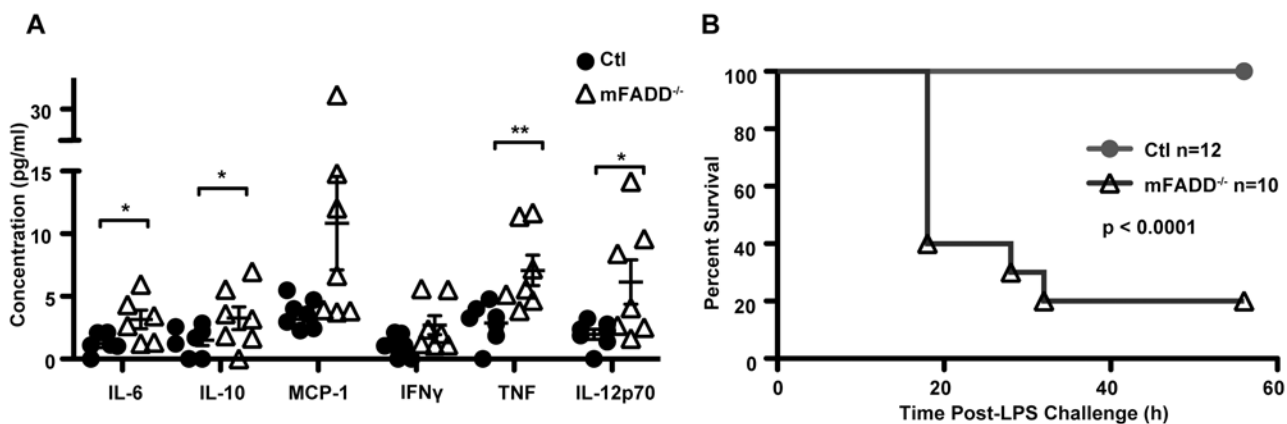 A
Ctl
mFADD-/-
Concentration (pg/ml)
30
15
10
5
0
*
*
**
*
IL-6 IL-10 MCP-1 IFNγ TNF IL-12p70
B
Percent Survival
100
80
60
40
20
0
Ctl n=12
mFADD-/- n=10
p < 0.0001
0 20 40 60
Time Post-LPS Challenge (h)